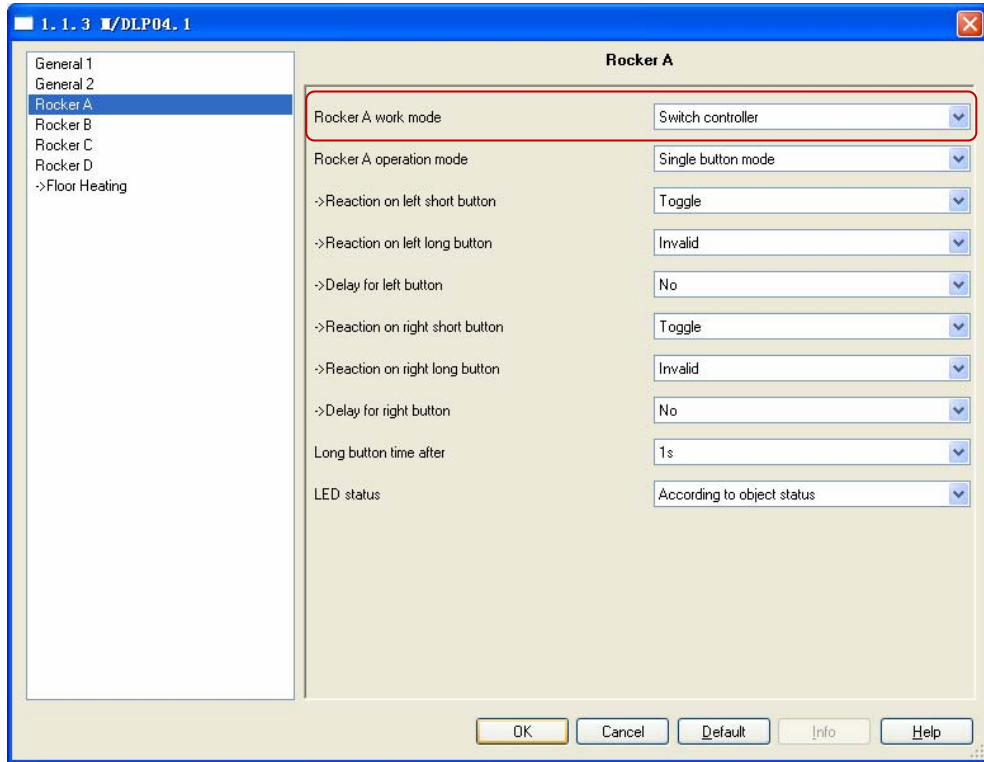 1.1.3 M/DLP04.1
General 1
General 2
Rocker A
Rocker B
Rocker C
Rocker D
->Floor Heating
Rocker A
Rocker A work mode Switch controller
Rocker A operation mode Single button mode
->Reaction on left short button Toggle
->Reaction on left long button Invalid
->Delay for left button No
->Reaction on right short button Toggle
->Reaction on right long button Invalid
->Delay for right button No
Long button time after 1s
LED status According to object status
OK Cancel Default Info Help